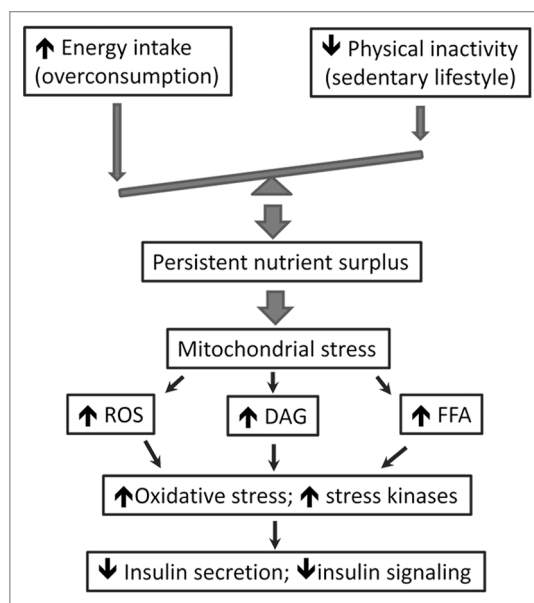 ↑ Energy intake
(overconsumption)
↓ Physical inactivity
(sedentary lifestyle)
Persistent nutrient surplus
Mitochondrial stress
↑ ROS
↑ DAG
↑ FFA
↑Oxidative stress; ↑ stress kinases
↓ Insulin secretion; ↓insulin signaling